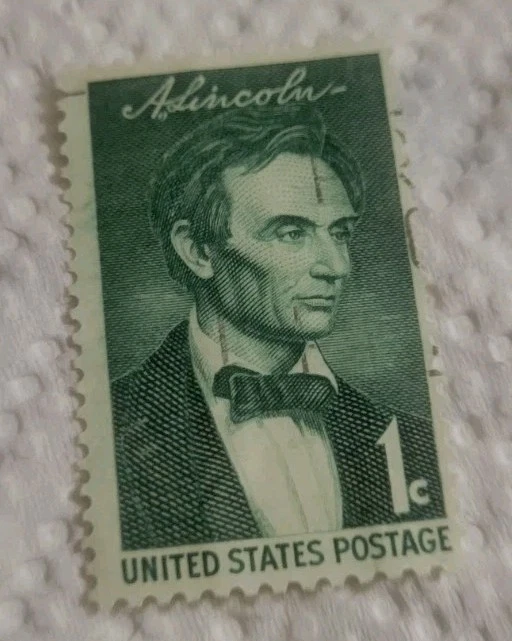 A. Lincoln
1c
UNITED STATES POSTAGE